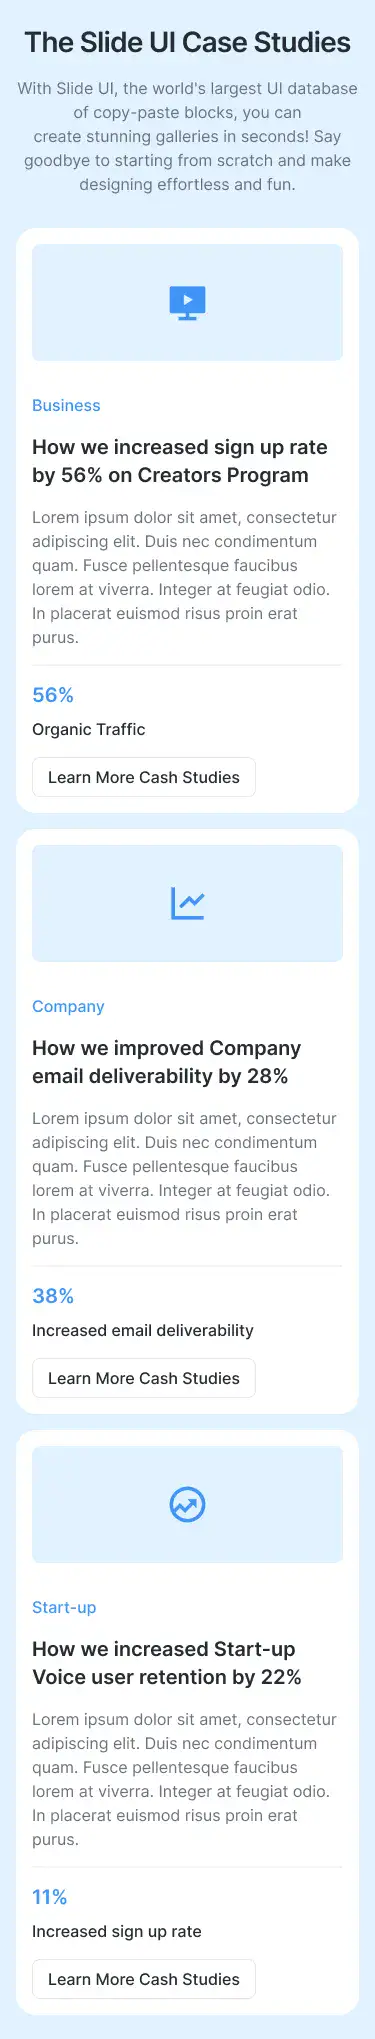 The Slide UI Case Studies
With Slide UI, the world's largest UI database
of copy-paste blocks, you can
create stunning galleries in seconds! Say
goodbye to starting from scratch and make
designing effortless and fun.
Business
How we increased sign up rate
by 56% on Creators Program
Lorem ipsum dolor sit amet, consectetur
adipiscing elit. Duis nec condimentum
quam. Fusce pellentesque faucibus
lorem at viverra. Integer at feugiat odio.
In placerat euismod risus proin erat
purus.
56%
Organic Traffic
Learn More Cash Studies
Company
How we improved Company
email deliverability by 28%
Lorem ipsum dolor sit amet, consectetur
adipiscing elit. Duis nec condimentum
quam. Fusce pellentesque faucibus
lorem at viverra. Integer at feugiat odio.
In placerat euismod risus proin erat
purus.
38%
Increased email deliverability
Learn More Cash Studies
Start-up
How we increased Start-up
Voice user retention by 22%
Lorem ipsum dolor sit amet, consectetur
adipiscing elit. Duis nec condimentum
quam. Fusce pellentesque faucibus
lorem at viverra. Integer at feugiat odio.
In placerat euismod risus proin erat
purus.
11%
Increased sign up rate
Learn More Cash Studies